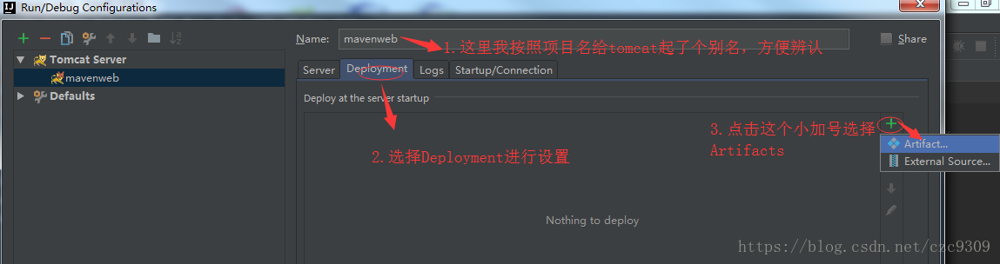 Run/Debug Configurations
Name: mavenweb
Share
1.这里我按照项目名给tomcat起了个别名，方便辨认
Tomcat Server
mavenweb
Defaults
Server Deployment Logs Startup/Connection
Deploy at the server startup
2.选择Deployment进行设置
3.点击这个小加号选择
Artifacts
Artifact...
External Source...
Nothing to deploy
https://blog.csdn.net/czc9309